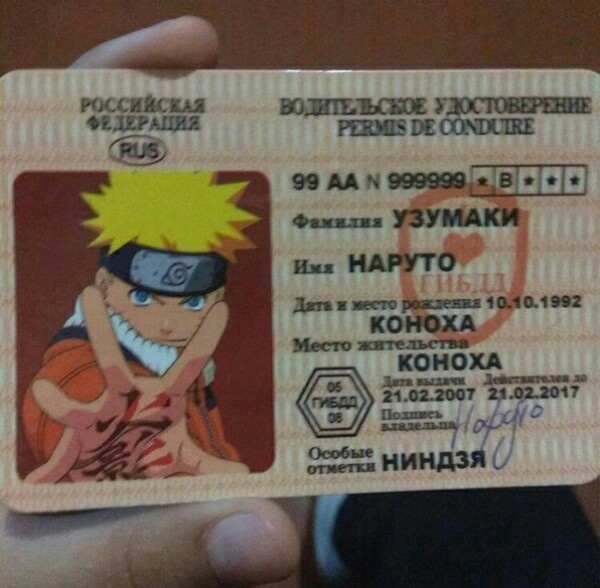 РОССИЙСКАЯ
ФЕДЕРАЦИЯ
RUS
ВОДИТЕЛЬСКОЕ УДОСТОВЕРЕНИЕ
PERMIS DE CONDUIRE
99 АА N 999999 * B * * *
Фамилия УЗУМАКИ
Имя НАРУТО
ГИБДД
Дата и место рождения 10.10.1992
КОНОХА
Место жительства
КОНОХА
Дата выдачи Действителен до
21.02.2007 21.02.2017
05
ГИБДД
08
Подпись
владельца Наруто
Особые
отметки НИНДЗЯ